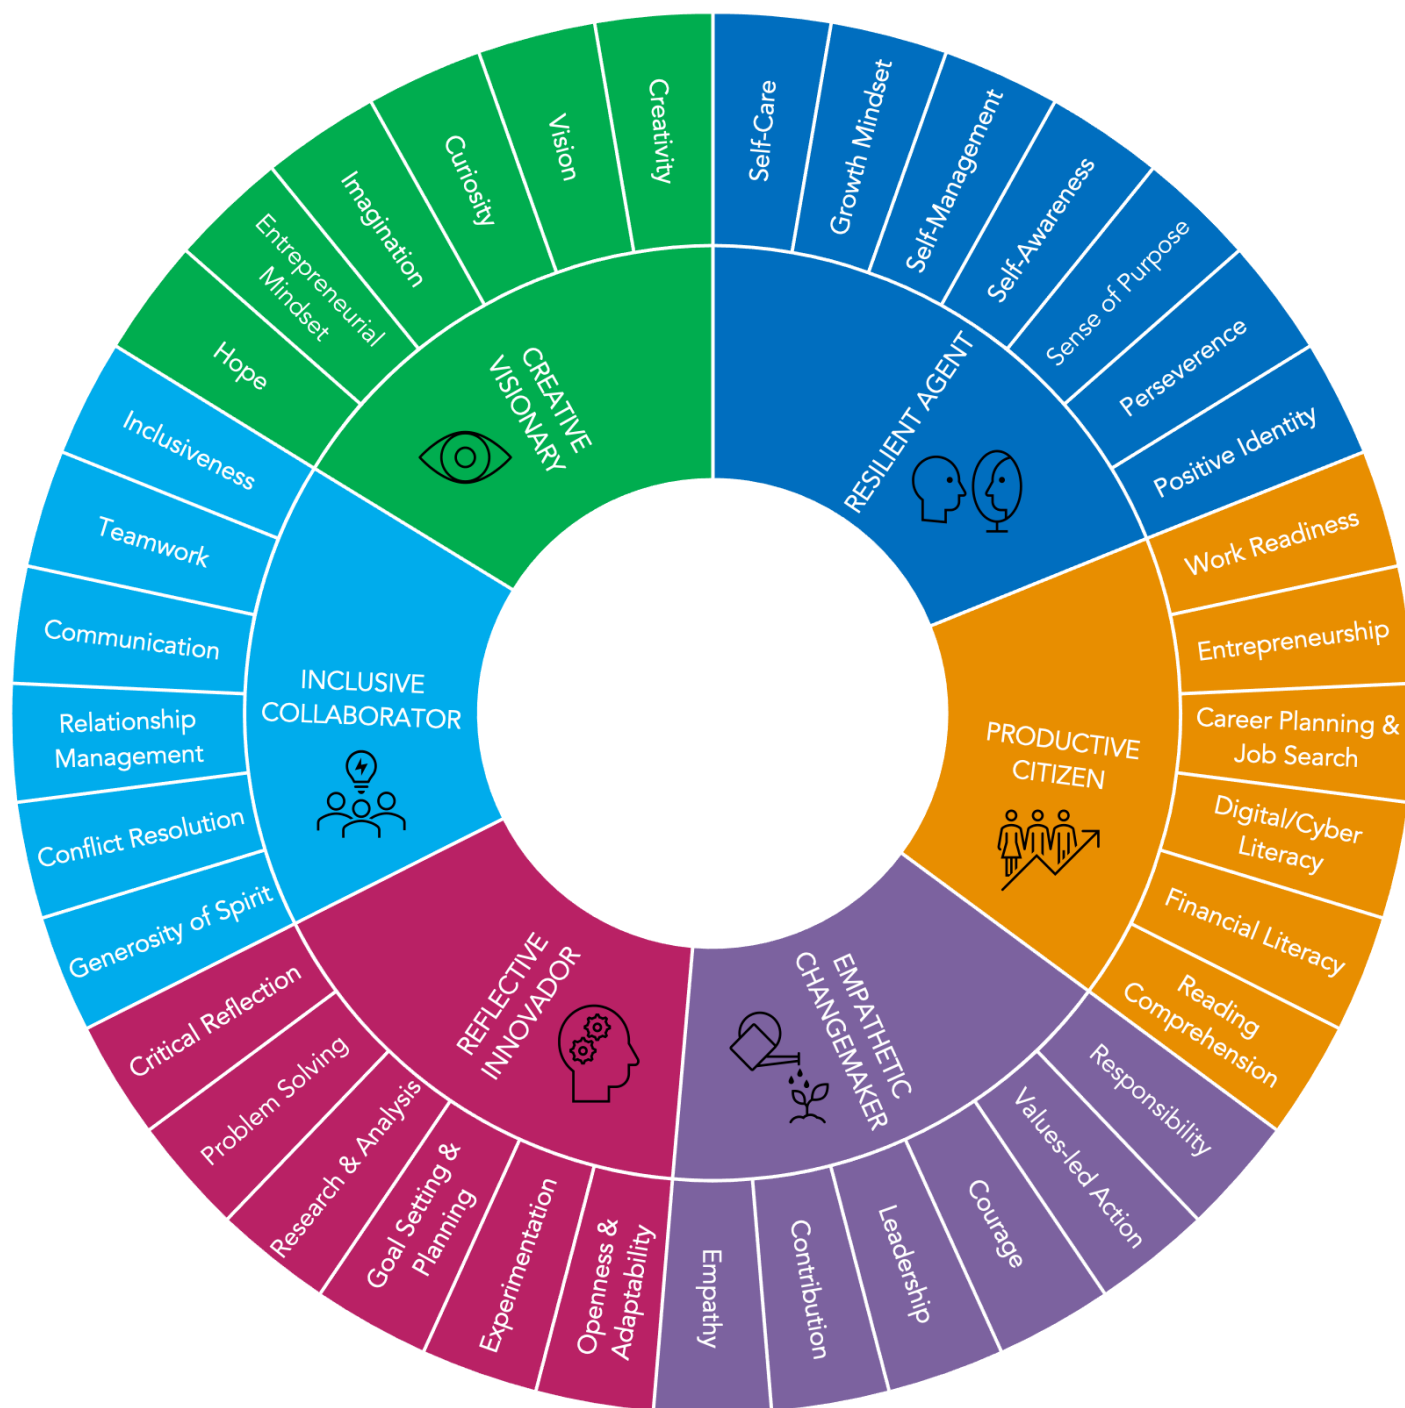 Self-Care
Growth Mindset
Self-Management
Self-Awareness
Sense of Purpose
Perseverence
Positive Identity
RESILIENT AGENT
Work Readiness
Entrepreneurship
Career Planning &
Job Search
Digital/Cyber
Literacy
Financial Literacy
Reading
Comprehension
PRODUCTIVE
CITIZEN
Responsibility
Values-led Action
Courage
Leadership
Contribution
Empathy
EMPATHETIC
CHANGEMAKER
Openness &
Adaptability
Experimentation
Goal Setting &
Planning
Research & Analysis
Problem Solving
Critical Reflection
REFLECTIVE
INNOVADOR
Generosity of Spirit
Conflict Resolution
Relationship
Management
Communication
Teamwork
Inclusiveness
INCLUSIVE
COLLABORATOR
Hope
Entrepreneurial
Mindset
Imagination
Curiosity
Vision
Creativity
CREATIVE
VISIONARY